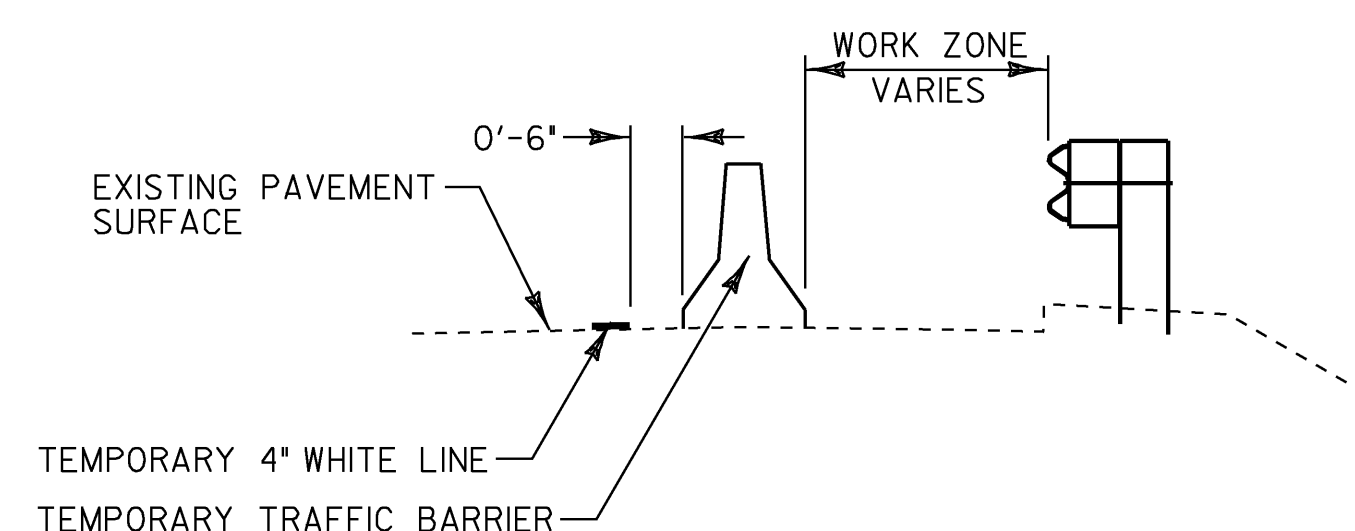 WORK ZONE
VARIES
0'-6"
EXISTING PAVEMENT
SURFACE
TEMPORARY 4" WHITE LINE
TEMPORARY TRAFFIC BARRIER